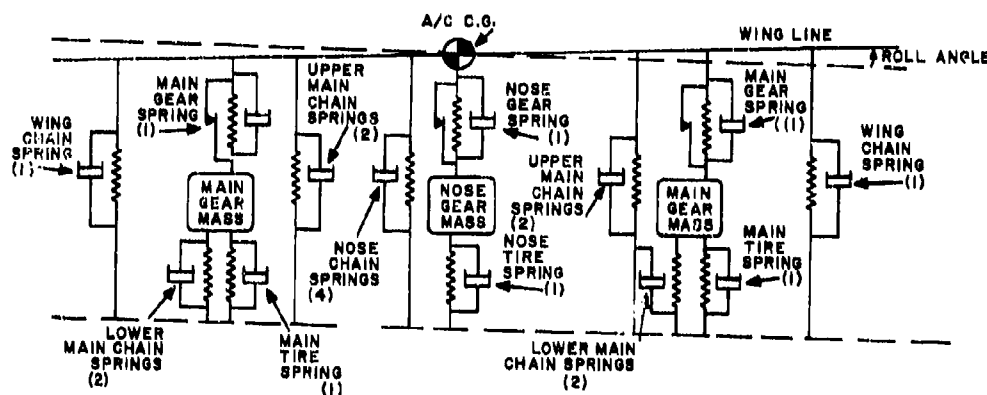 A/C C.G.
WING LINE
ROLL ANGLE
MAIN
GEAR
SPRING
(1)
UPPER
MAIN
CHAIN
SPRINGS
(2)
NOSE
GEAR
SPRING
(1)
MAIN
GEAR
SPRING
((1)
WING
CHAIN
SPRING
(1)
UPPER
MAIN
CHAIN
SPRINGS
(2)
WING
CHAIN
SPRING
(1)
MAIN
GEAR
MASS
NOSE
GEAR
MASS
MAIN
GEAR
MASS
NOSE
CHAIN
SPRINGS
(4)
NOSE
TIRE
SPRING
(1)
MAIN
TIRE
SPRING
(1)
LOWER
MAIN CHAIN
SPRINGS
(2)
MAIN
TIRE
SPRING
(1)
LOWER MAIN
CHAIN SPRINGS
(2)